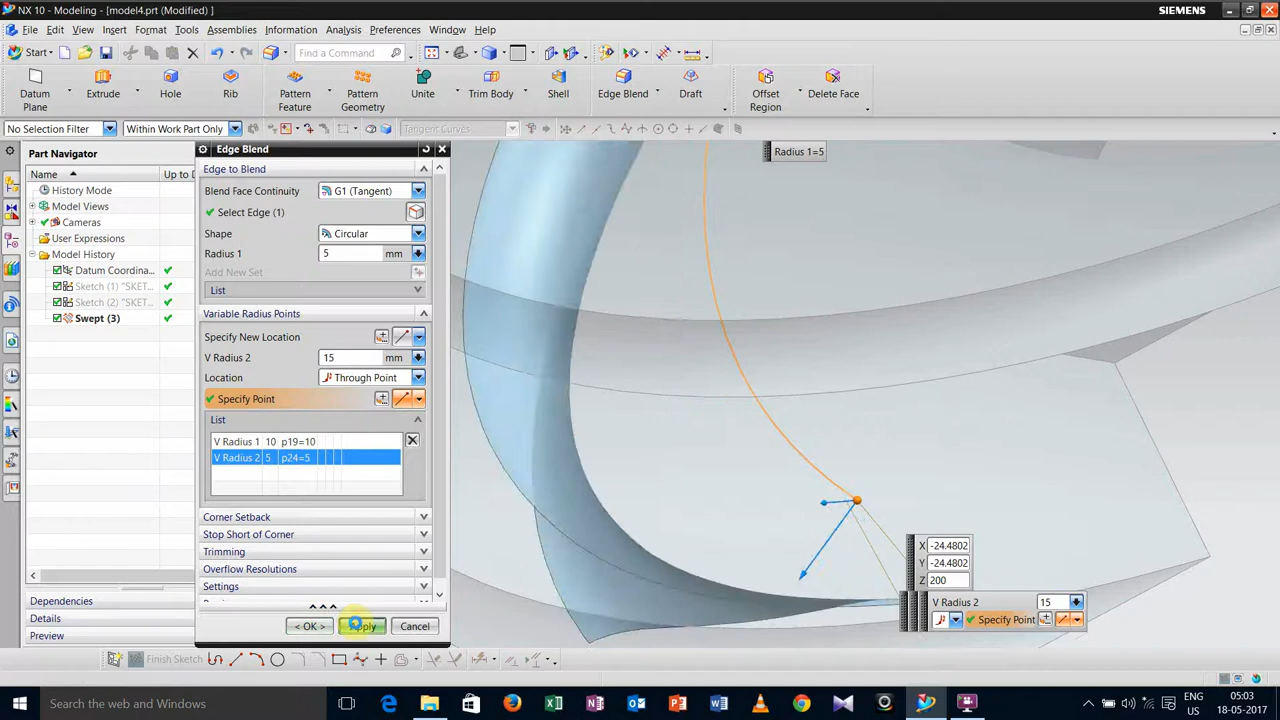 NX 10 - Modeling - [model4.prt (Modified) ]
SIEMENS
File Edit View Insert Format Tools Assemblies Information Analysis Preferences Window Help
Start Find a Command
Datum Plane
Extrude
Hole
Rib
Pattern Feature
Pattern Geometry
Unite
Trim Body
Shell
Edge Blend
Draft
Offset Region
Delete Face
No Selection Filter Within Work Part Only Tangent Curves
Part Navigator
Name Up to D
History Mode
Model Views
Cameras
User Expressions
Model History
Datum Coordina...
Sketch (1) "SKET...
Sketch (2) "SKET...
Swept (3)
Dependencies
Details
Preview
Edge Blend
Edge to Blend
Blend Face Continuity G1 (Tangent)
Select Edge (1)
Shape Circular
Radius 1 5 mm
Add New Set
List
Variable Radius Points
Specify New Location
V Radius 2 15 mm
Location Through Point
Specify Point
List
V Radius 1 10 p19=10
V Radius 2 5 p24=5
Corner Setback
Stop Short of Corner
Trimming
Overflow Resolutions
Settings
< OK > Apply Cancel
Radius 1=5
X -24.4802
Y -24.4802
Z 200
V Radius 2 15
Specify Point
Finish Sketch
Search the web and Windows
ENG 05:03
US 18-05-2017